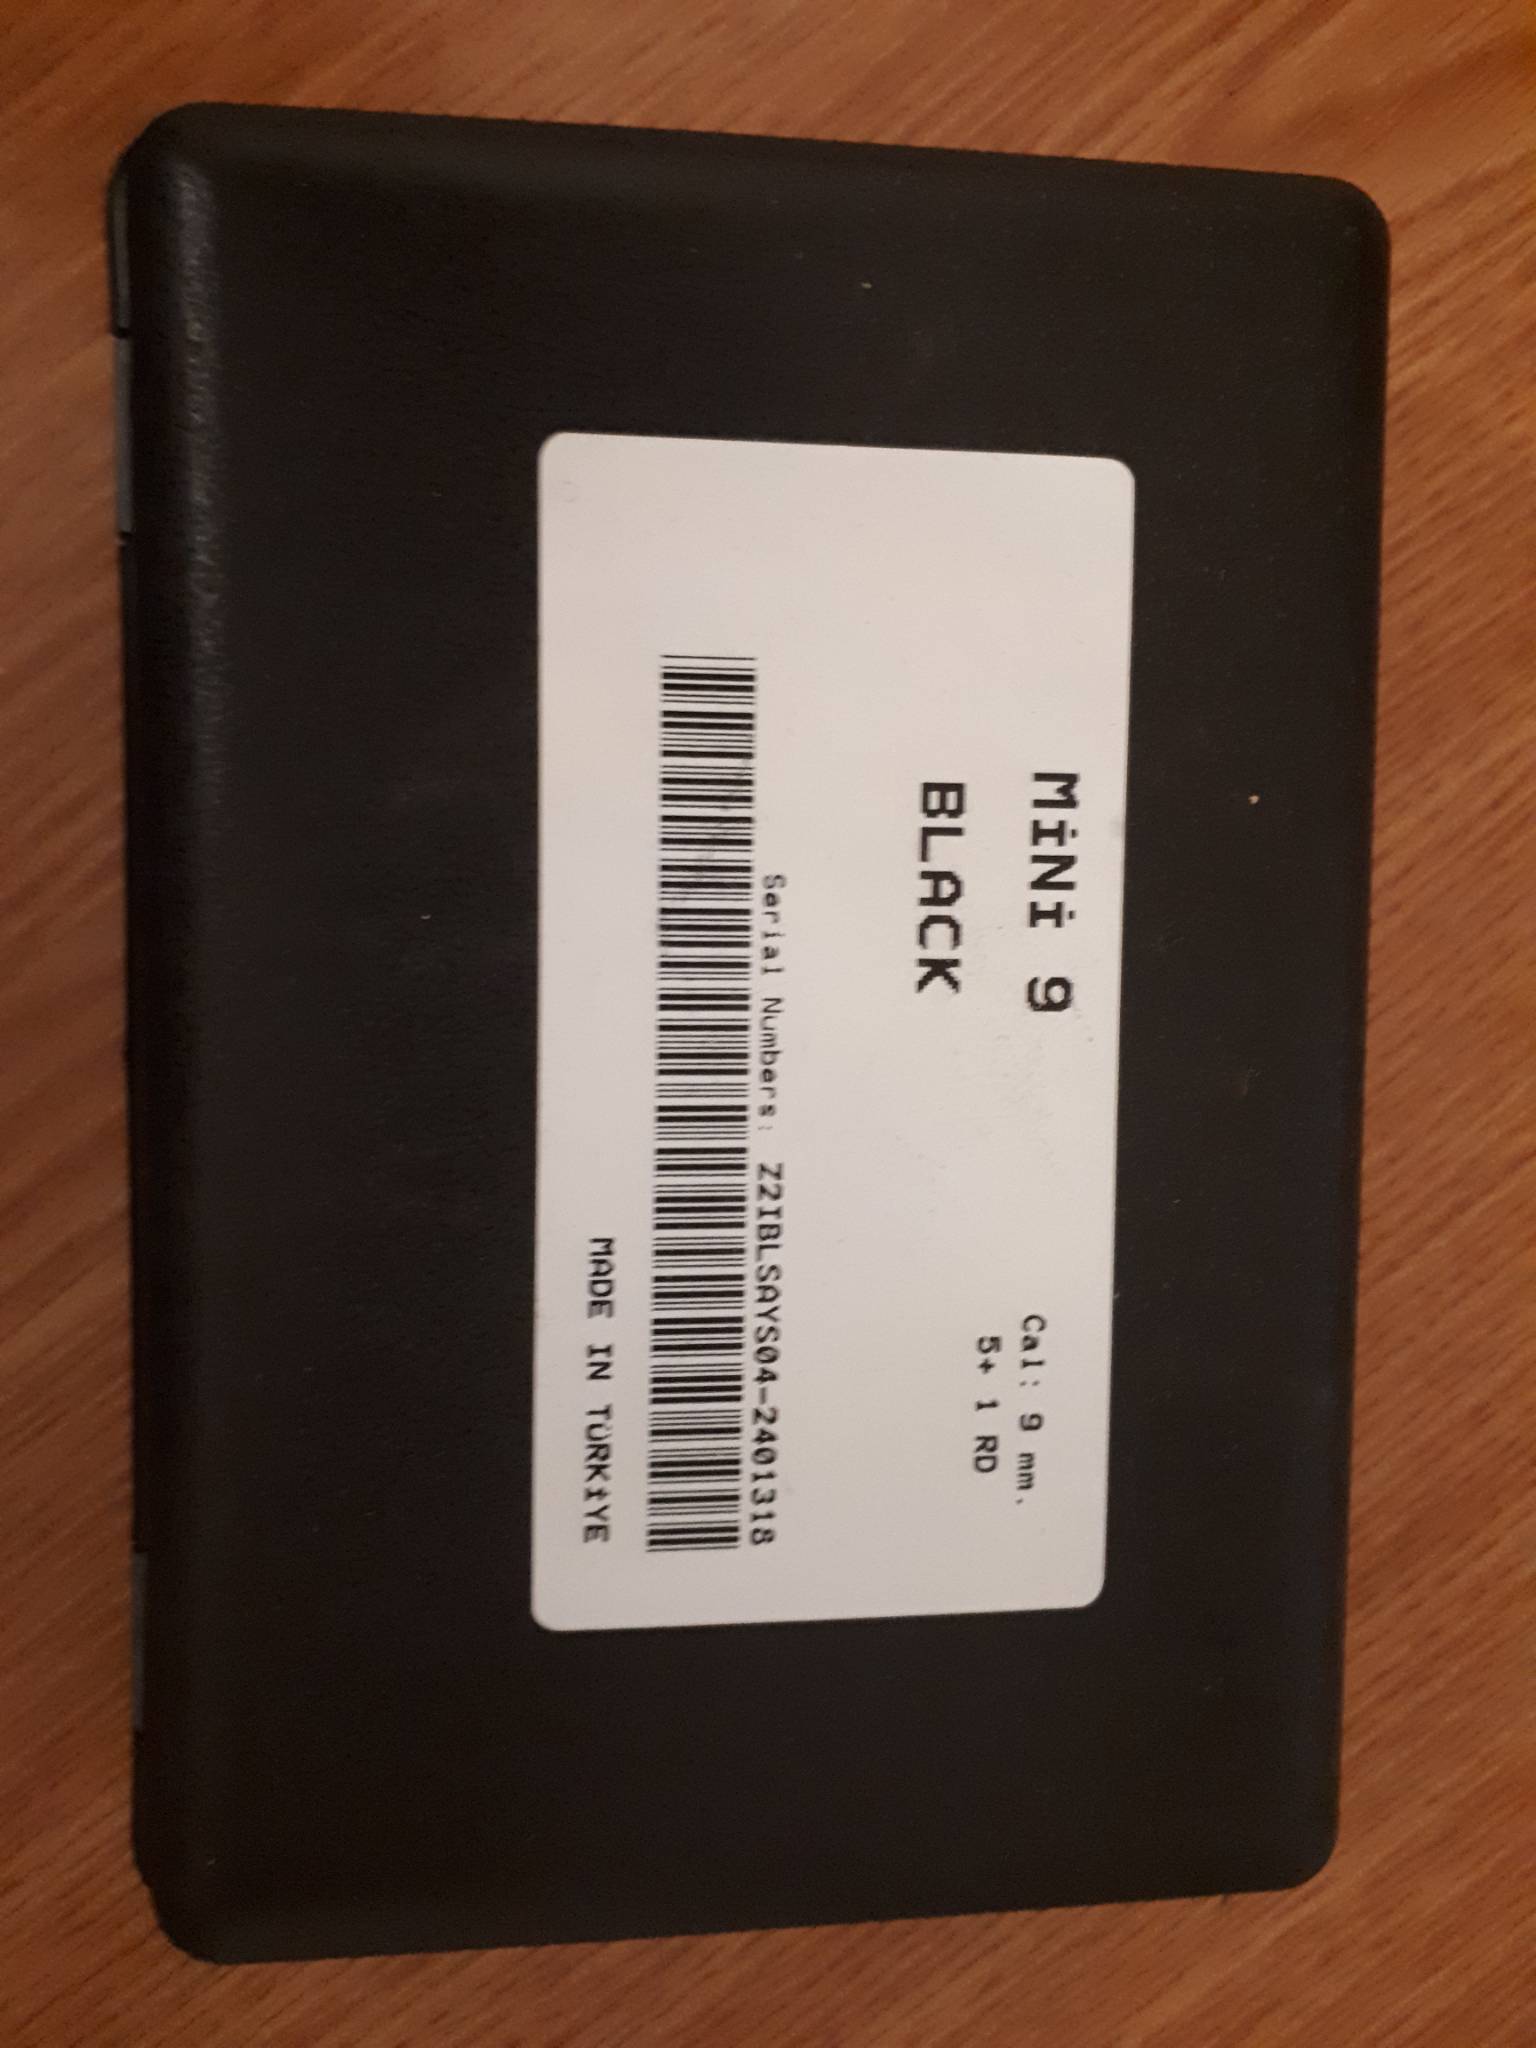 MİNİ 9
Cal: 9 mm.
5+ 1 RD
BLACK
Serial Numbers: Z2IBLSAYS04-2401318
MADE IN TÜRKİYE